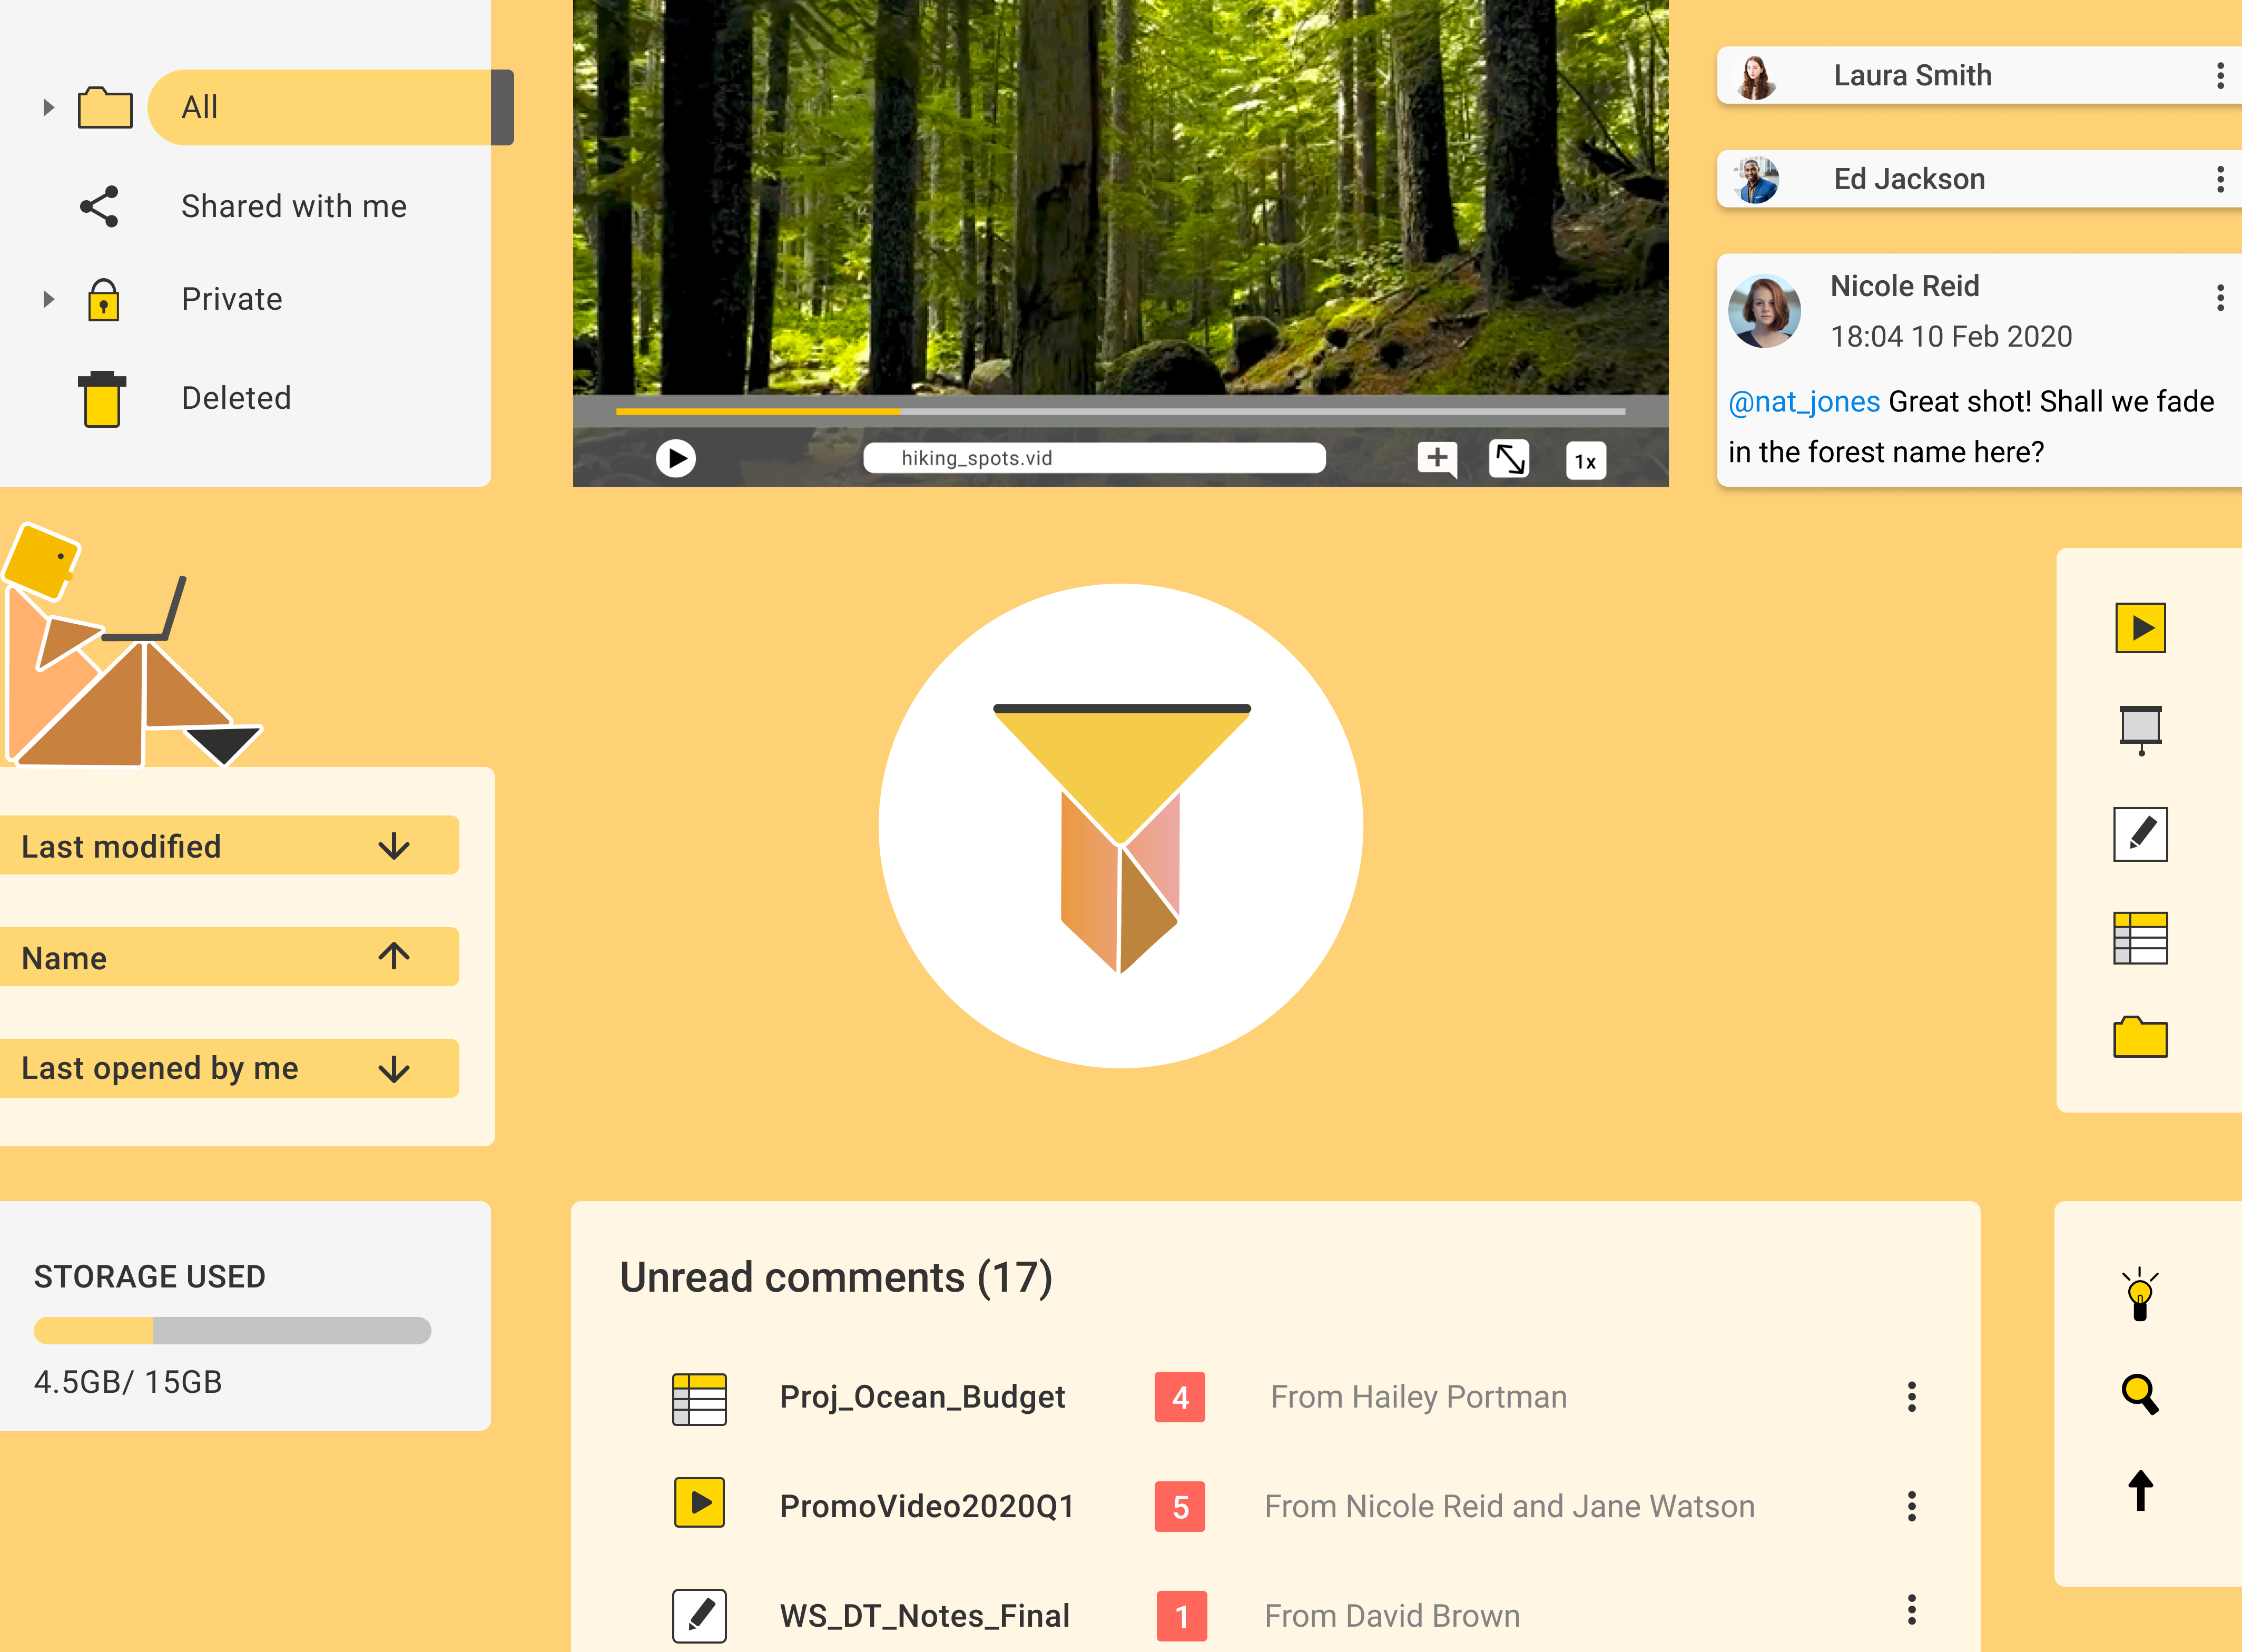 All
Shared with me
Private
Deleted
hiking_spots.vid
1x
Laura Smith
Ed Jackson
Nicole Reid
18:04 10 Feb 2020
@nat_jones Great shot! Shall we fade
in the forest name here?
Last modified
Name
Last opened by me
STORAGE USED
4.5GB/ 15GB
Unread comments (17)
Proj_Ocean_Budget 4 From Hailey Portman
PromoVideo2020Q1 5 From Nicole Reid and Jane Watson
WS_DT_Notes_Final 1 From David Brown